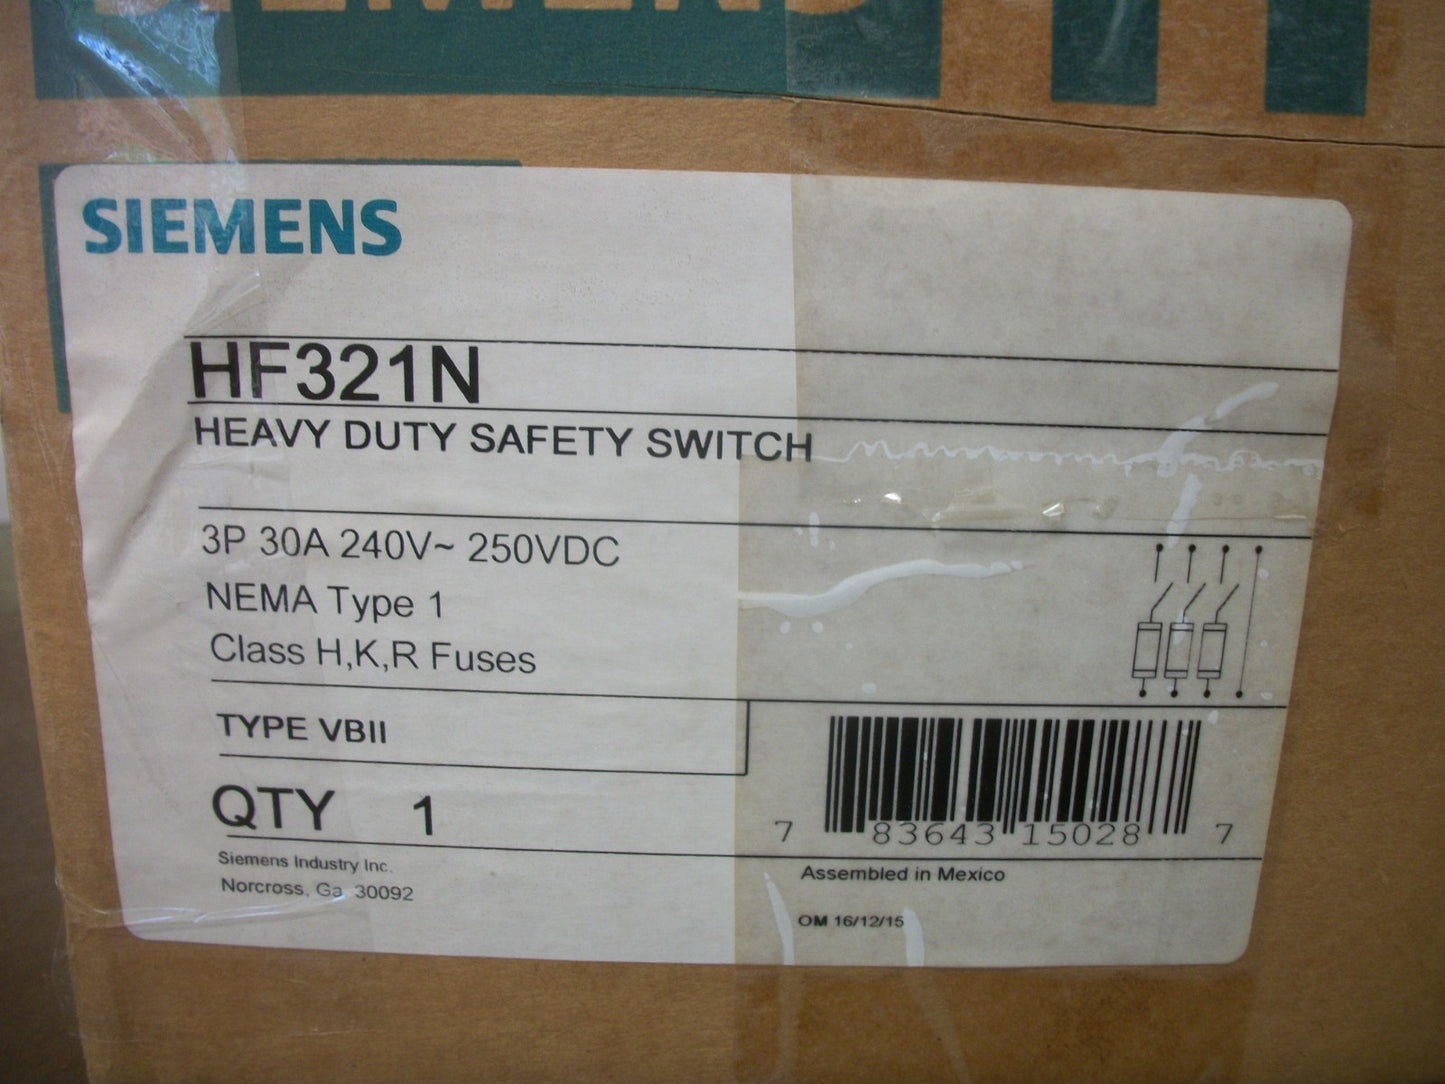 SIEMENS
SIEMENS
HF321N
HEAVY DUTY SAFETY SWITCH
3P 30A 240V~ 250VDC
NEMA Type 1
Class H,K,R Fuses
TYPE VBII
QTY 1
7 83643 15028 7
Siemens Industry Inc.
Norcross, Ga 30092
Assembled in Mexico
OM 16/12/15